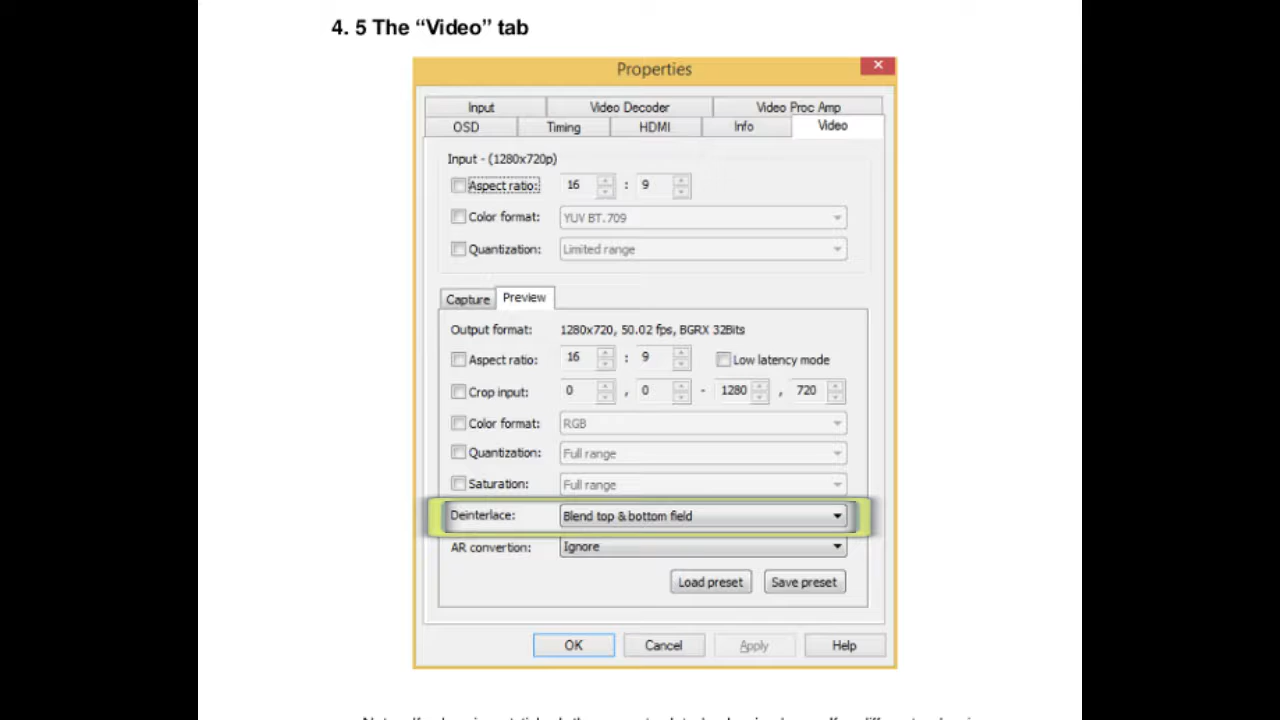 4. 5 The “Video” tab
Properties
Input Video Decoder Video Proc Amp
OSD Timing HDMI Info Video
Input - (1280x720p)
Aspect ratio: 16 : 9
Color format: YUV BT.709
Quantization: Limited range
Capture Preview
Output format: 1280x720, 50.02 fps, BGRX 32Bits
Aspect ratio: 16 : 9 Low latency mode
Crop input: 0 , 0 - 1280 , 720
Color format: RGB
Quantization: Full range
Saturation: Full range
Deinterlace: Blend top & bottom field
AR convertion: Ignore
Load preset Save preset
OK Cancel Apply Help